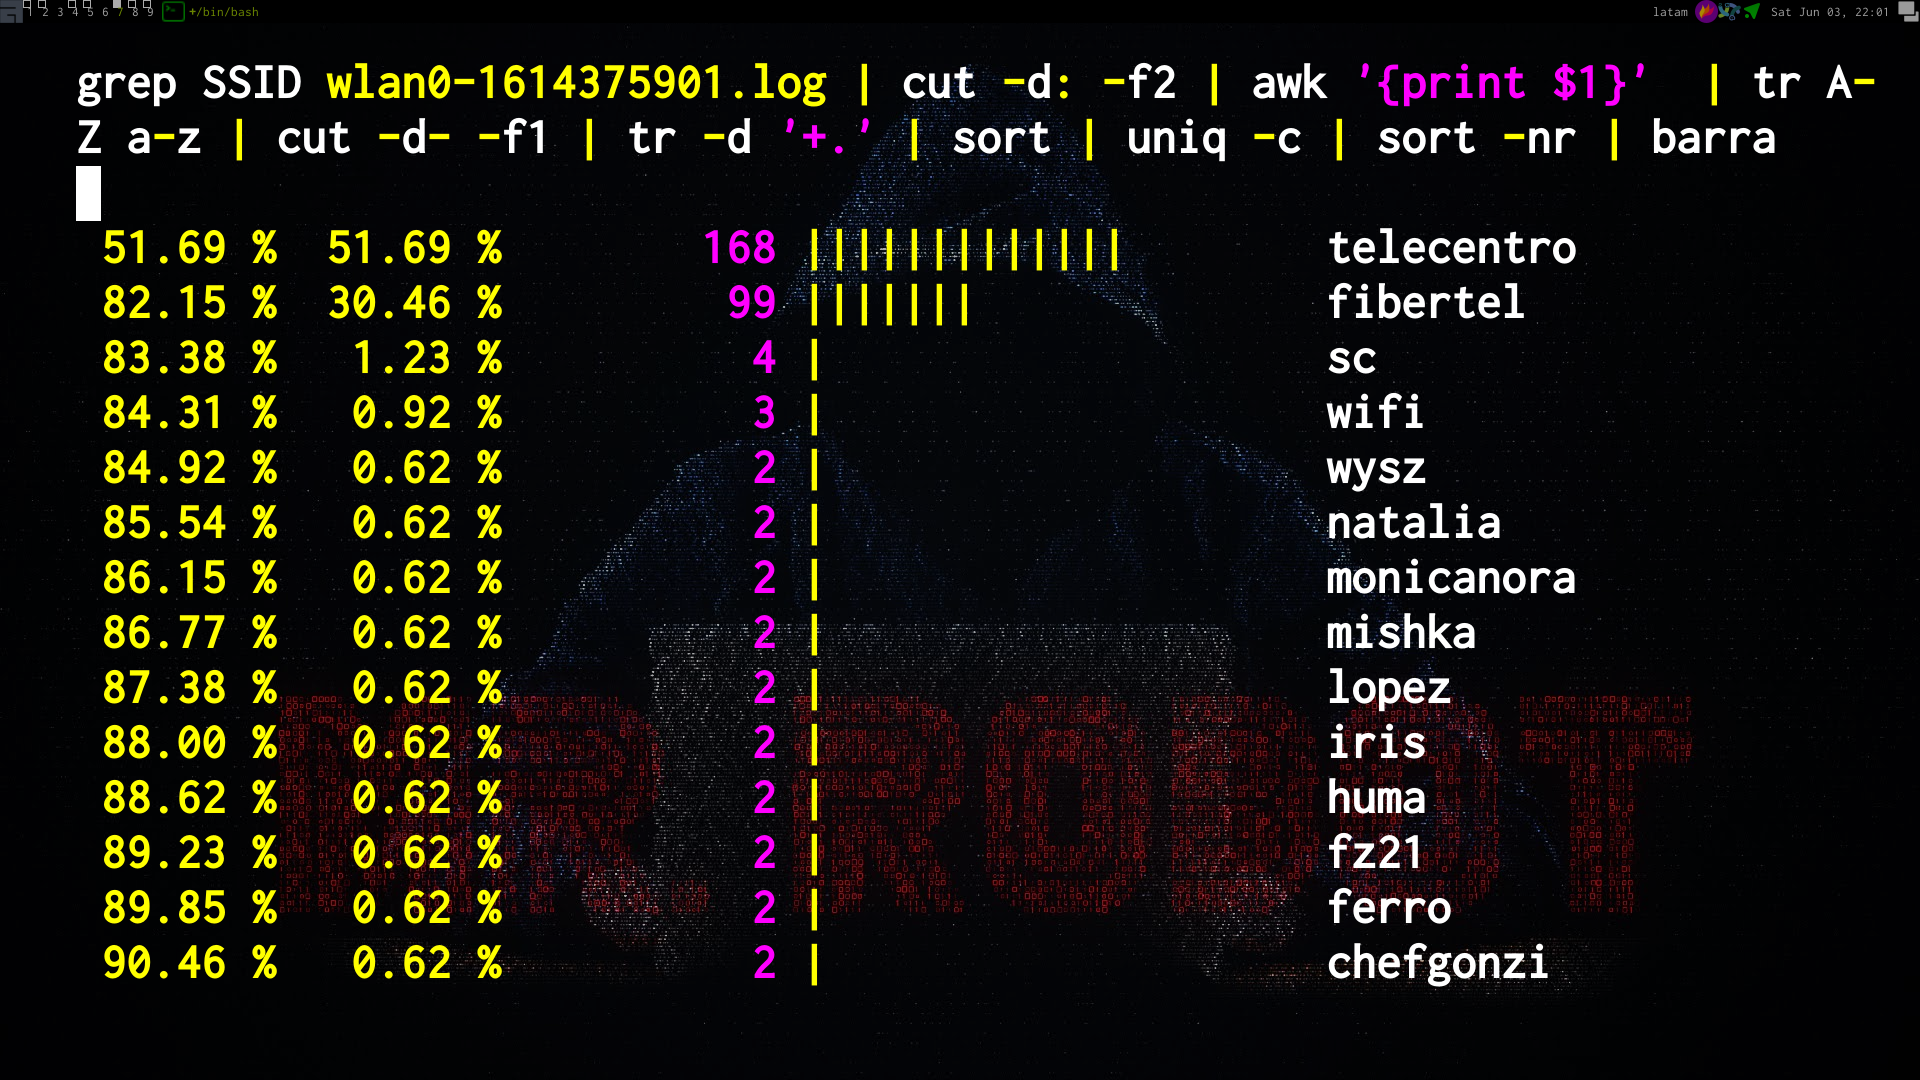 1 2 3 4 5 6 7 8 9 +/bin/bash latam Sat Jun 03, 22:01
grep SSID wlan0-1614375901.log | cut -d: -f2 | awk '{print $1}' | tr A-
Z a-z | cut -d- -f1 | tr -d '+.' | sort | uniq -c | sort -nr | barra
51.69 % 51.69 % 168 ||||||||||||| telecentro
82.15 % 30.46 % 99 ||||||| fibertel
83.38 % 1.23 % 4 | sc
84.31 % 0.92 % 3 | wifi
84.92 % 0.62 % 2 | wysz
85.54 % 0.62 % 2 | natalia
86.15 % 0.62 % 2 | monicanora
86.77 % 0.62 % 2 | mishka
87.38 % 0.62 % 2 | lopez
88.00 % 0.62 % 2 | iris
88.62 % 0.62 % 2 | huma
89.23 % 0.62 % 2 | fz21
89.85 % 0.62 % 2 | ferro
90.46 % 0.62 % 2 | chefgonzi
MR. ROBOT